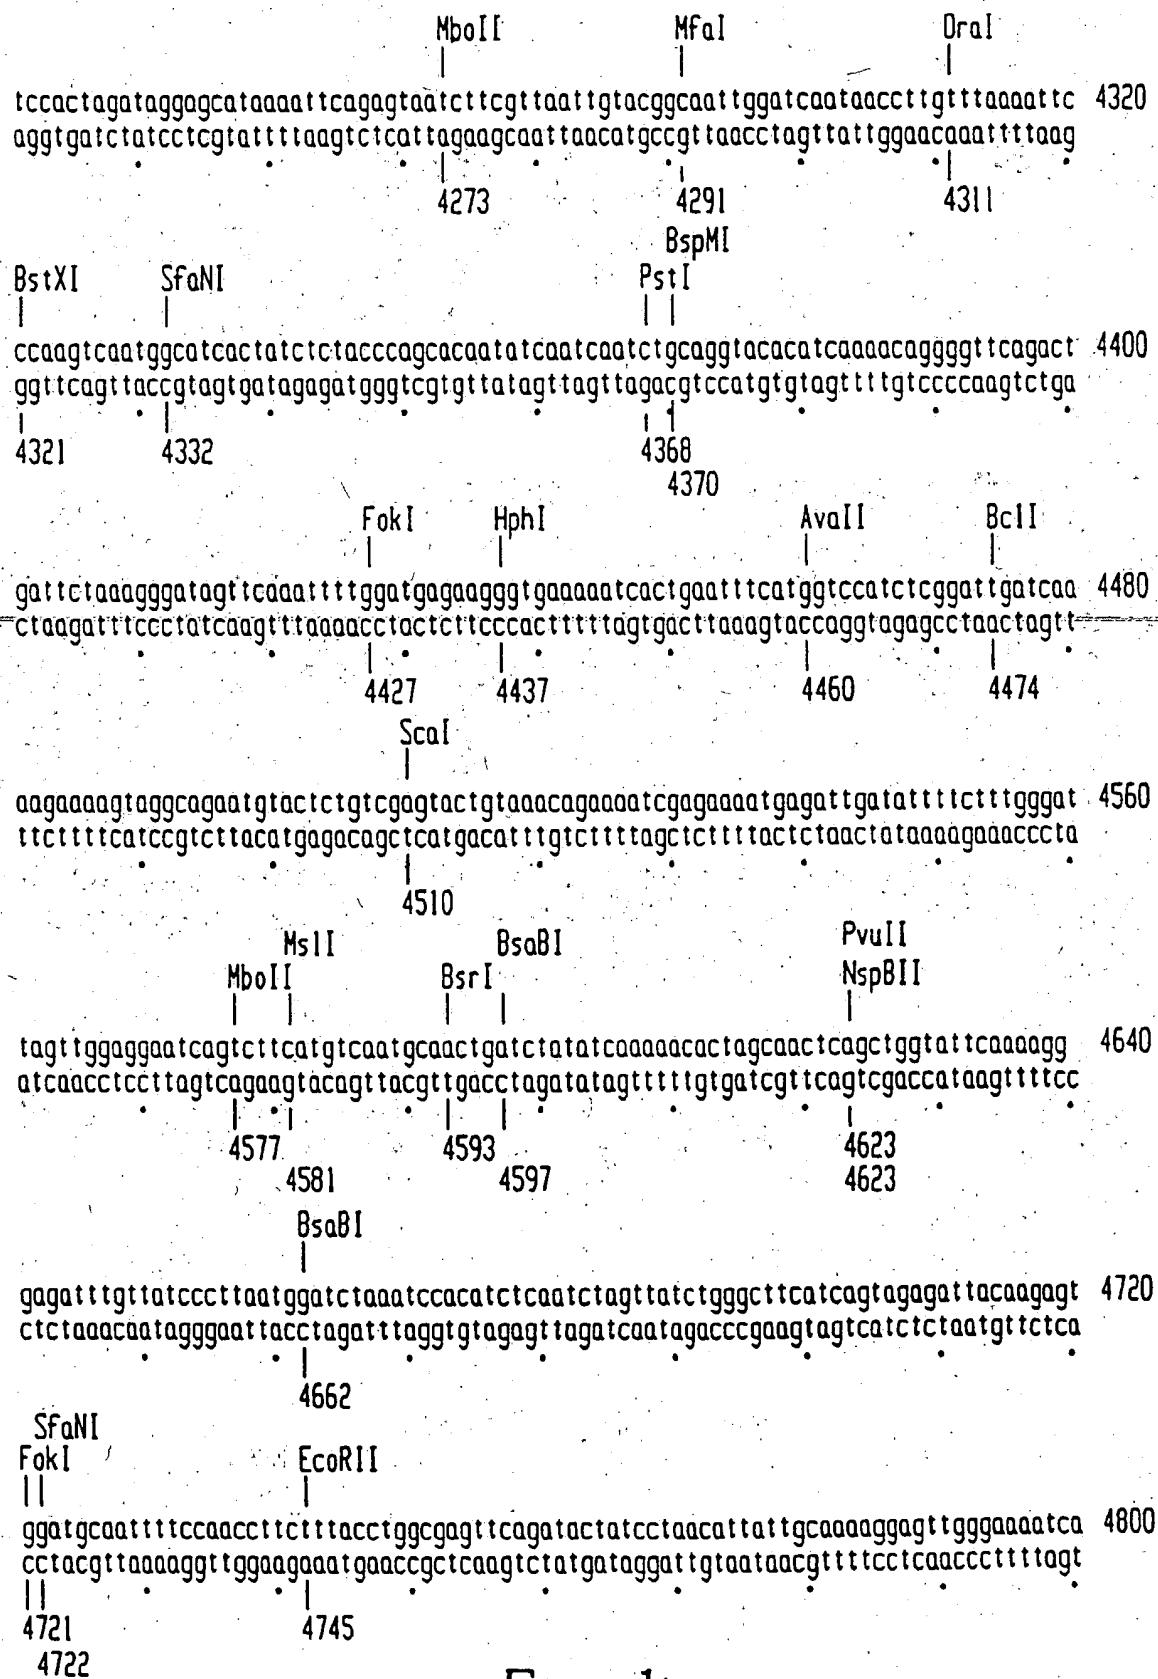 MboII MfaI DraI
tccactagataggagcataaaattcagagtaatcttcgttaattgtacggcaattggatcaataaccttgtttaaaattc 4320
aggtgatctatcctcgtattttaagtctcattagaagcaattaacatgccgttaacctagttattggaacaaattttaag
4273 4291 4311
BspMI
BstXI SfaNI PstI
ccaagtcaatggcatcactatctctacccagcacaatatcaatcaatctgcaggtacacatcaaaacaggggttcagact 4400
ggttcagttaccgtagtgatagagatgggtcgtgttatagttagttagacgtccatgtgtagttttgtccccaagtctga
4321 4332 4368
4370
FokI HphI AvaII BclI
gattctaaagggatagttcaaattttggatgagaagggtgaaaaatcactgaatttcatggtccatctcggattgatcaa 4480
ctaagatttccctatcaagtttaaaacctactcttcccactttttagtgacttaaagtaccaggtagagcctaactagtt
4427 4437 4460 4474
ScaI
aagaaaagtaggcagaatgtactctgtcgagtactgtaaacagaaaatcgagaaaatgagattgatattttctttgggat 4560
ttcttttcatccgtcttacatgagacagctcatgacatttgtcttttagctcttttactctaactataaaagaaacccta
4510
MslI BsaBI PvuII
MboII BsrI NspBII
tagttggaggaatcagtcttcatgtcaatgcaactgatctatatcaaaaacactagcaactcagctggtattcaaaagg 4640
atcaacctccttagtcagaagtacagttacgttgacctagatatagtttttgtgatcgttcagtcgaccataagttttcc
4577 4593 4623
4581 4597 4623
BsaBI
gagatttgttatcccttaatggatctaaatccacatctcaatctagttatctgggcttcatcagtagagattacaagagt 4720
ctctaaacaatagggaattacctagatttaggtgtagagttagatcaatagacccgaagtagtcatctctaatgttctca
4662
SfaNI
FokI EcoRII
ggatgcaattttccaaccttctttacctggcgagttcagatactatcctaacattattgcaaaaggagttgggaaaatca 4800
cctacgttaaaaggttggaagaaatgaaccgctcaagtctatgataggattgtaataacgttttcctcaacccttttagt
4721 4745
4722